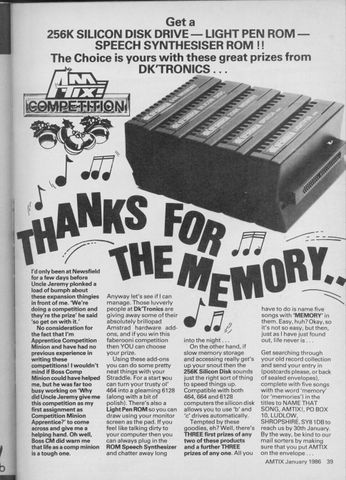 Get a
256K SILICON DISK DRIVE — LIGHT PEN ROM —
SPEECH SYNTHESISER ROM !!
The Choice is yours with these great prizes from
DK'TRONICS . . .
AMTIX!
COMPETITION
THANKS FOR
THE MEMORY..
I'd only been at Newsfield
for a few days before
Uncle Jeremy plonked a
load of bumph about
these expansion thingies
in front of me. 'We're
doing a competition and
they're the prize' he said
'so get on with it.'
No consideration for
the fact that I'm
Apprentice Competition
Minion and have had no
previous experience in
writing these
competitions! I wouldn't
mind if Boss Comp
Minion could have helped
me, but he was far too
busy working on 'Why
did Uncle Jeremy give me
this competition as my
first assignment as
Competition Minion
Apprentice?' to come
across and give me a
helping hand. Oh well,
Boss CM did warn me
that life as a comp minion
is a tough one.
Anyway let's see if I can
manage. Those luvverly
people at Dk'Tronics are
giving away some of their
absolutely brillopad
Amstrad hardware add-
ons, and if you win this
faberooni competition
then YOU can choose
your prize.
Using these add-ons
you can do some pretty
neat things with your
Straddie. For a start you
can turn your trusty ol'
464 into a gleaming 6128
(along with a bit of
polish). There's also a
Light Pen ROM so you can
draw using your monitor
screen as the pad. If you
feel like talking dirty to
your computer then you
can always plug in the
ROM Speech Synthesizer
and chatter away long
into the night . . .
On the other hand, if
slow memory storage
and accessing really get's
up your snout then the
256K Silicon Disk sounds
just the right sort of thing
to speed things up.
Compatible both with
464, 664 and 6128
computers the silicon disk
allows you to use 'b' and
'c' drives automatically.
Tempted by these
goodies, eh? Well, there's
THREE first prizes of any
two of these products
and a further THREE
prizes of any one. All you
have to do is name five
songs with 'MEMORY' in
them. Easy, huh? Okay, so
it's not so easy, but then,
just as I have just found
out, life never is . . .
Get searching through
your old record collection
and send your entry in
(postcards please, or back
of sealed envelopes),
complete with five songs
with the word 'memory'
(or 'memories') in the
titles to NAME THAT
SONG, AMTIX!, PO BOX
10, LUDLOW,
SHROPSHIRE, SY8 1DB to
reach us by 30th January.
By the way, be kind to our
mail sorters by making
sure that you put AMTIX
on the envelope . . .
AMTIX January 1986 39